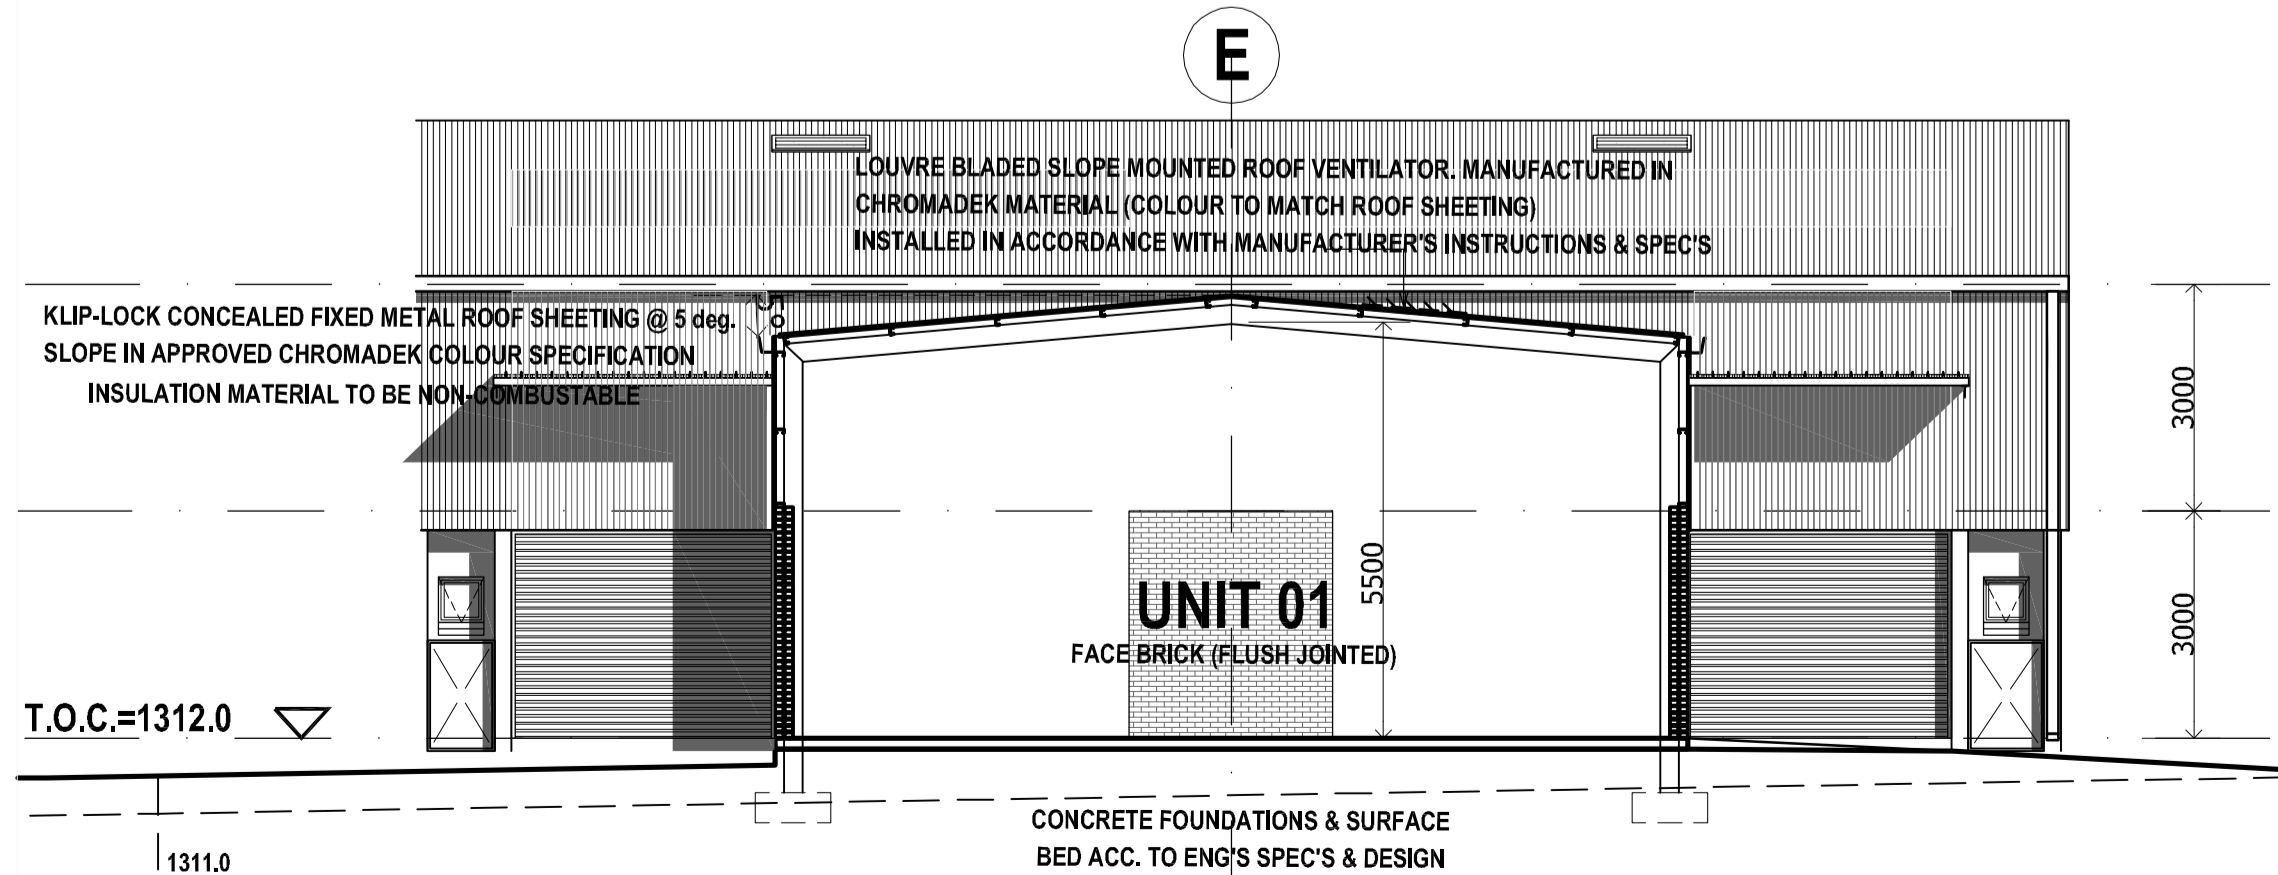 E
LOUVRE BLADED SLOPE MOUNTED ROOF VENTILATOR. MANUFACTURED IN
CHROMADEK MATERIAL (COLOUR TO MATCH ROOF SHEETING)
INSTALLED IN ACCORDANCE WITH MANUFACTURER'S INSTRUCTIONS & SPEC'S
KLIP-LOCK CONCEALED FIXED METAL ROOF SHEETING @ 5 deg.
SLOPE IN APPROVED CHROMADEK COLOUR SPECIFICATION
INSULATION MATERIAL TO BE NON-COMBUSTABLE
3000
5500
UNIT 01
FACE BRICK (FLUSH JOINTED)
3000
T.O.C.=1312.0
CONCRETE FOUNDATIONS & SURFACE
BED ACC. TO ENG'S SPEC'S & DESIGN
1311.0